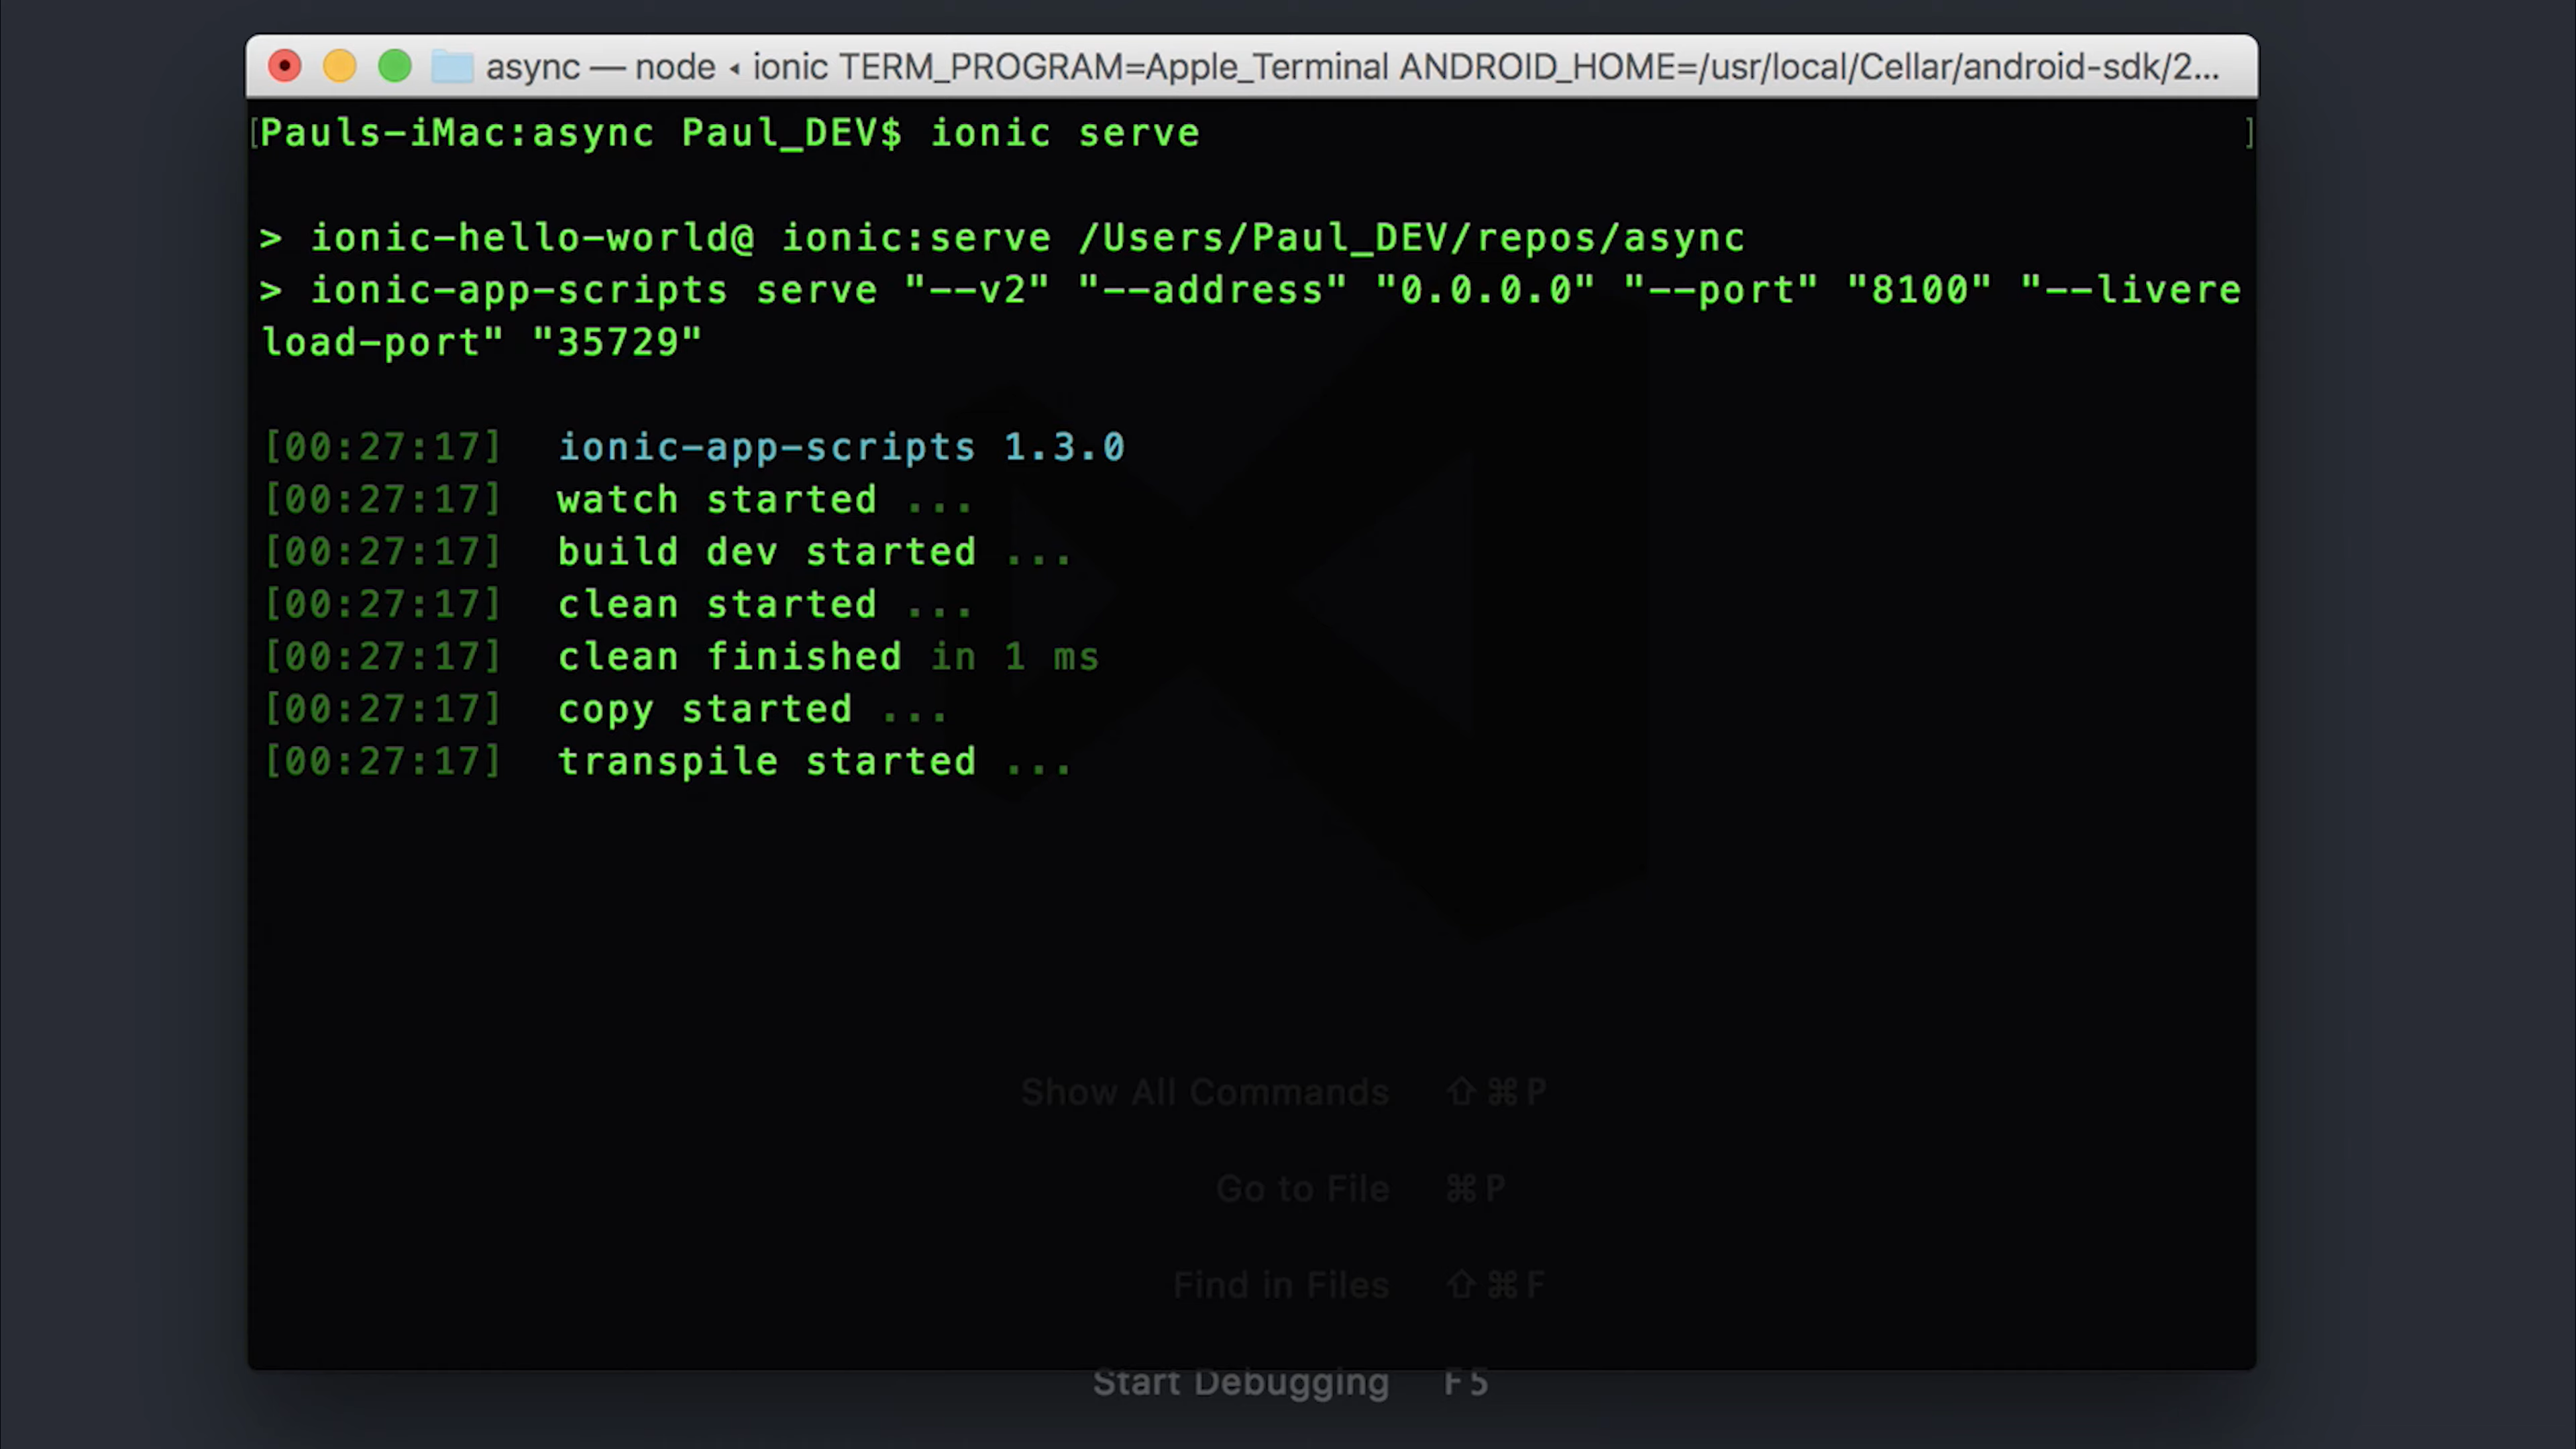 async — node ◂ ionic TERM_PROGRAM=Apple_Terminal ANDROID_HOME=/usr/local/Cellar/android-sdk/2...
[Pauls-iMac:async Paul_DEV$ ionic serve ]
> ionic-hello-world@ ionic:serve /Users/Paul_DEV/repos/async
> ionic-app-scripts serve "--v2" "--address" "0.0.0.0" "--port" "8100" "--livere
load-port" "35729"
[00:27:17]  ionic-app-scripts 1.3.0
[00:27:17]  watch started ...
[00:27:17]  build dev started ...
[00:27:17]  clean started ...
[00:27:17]  clean finished in 1 ms
[00:27:17]  copy started ...
[00:27:17]  transpile started ...
Show All Commands ⇧⌘P
Go to File ⌘P
Find in Files ⇧⌘F
Start Debugging F5